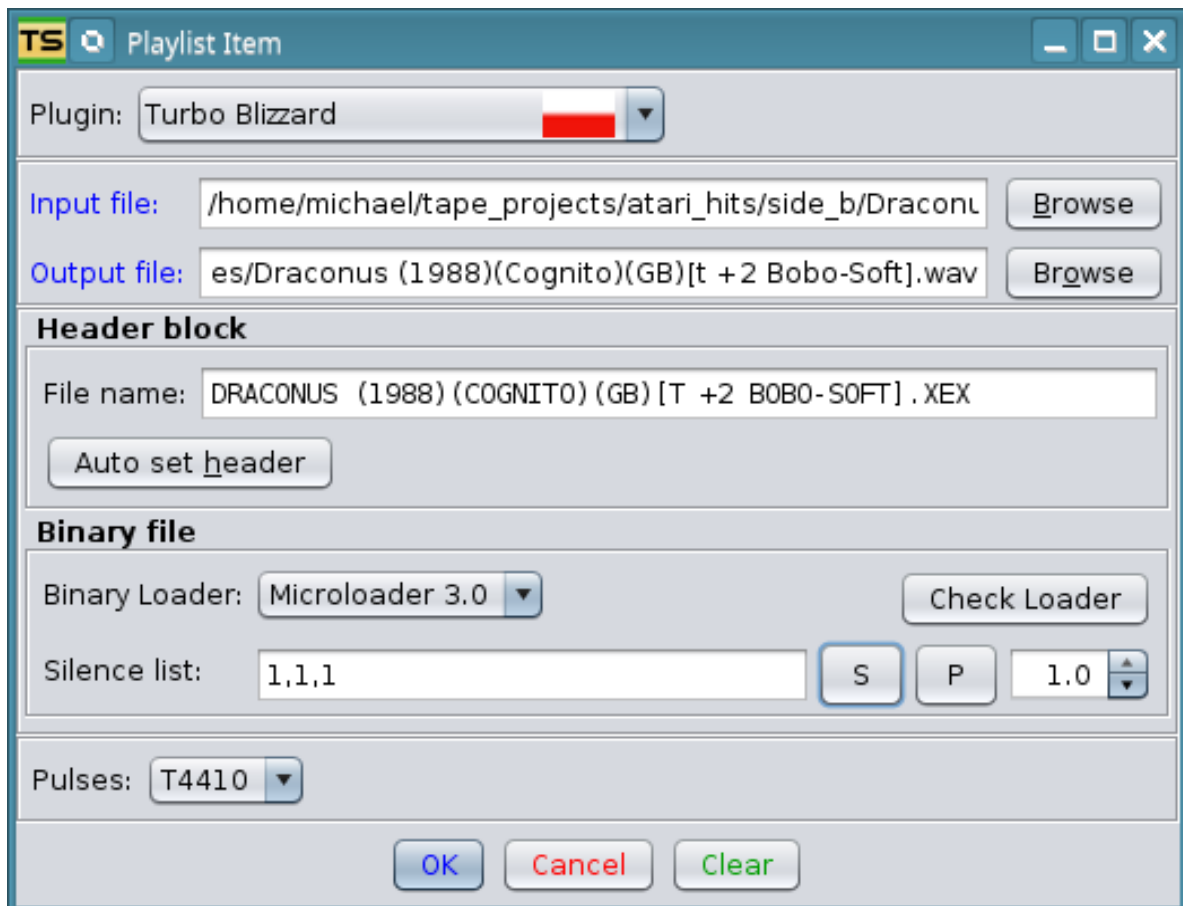 TS Playlist Item
Plugin: Turbo Blizzard
Input file: /home/michael/tape_projects/atari_hits/side_b/Draconu Browse
Output file: es/Draconus (1988)(Cognito)(GB)[t +2 Bobo-Soft].wav Browse
Header block
File name: DRACONUS (1988)(COGNITO)(GB)[T +2 BOBO-SOFT].XEX
Auto set header
Binary file
Binary Loader: Microloader 3.0 Check Loader
Silence list: 1,1,1 S P 1.0
Pulses: T4410
OK Cancel Clear